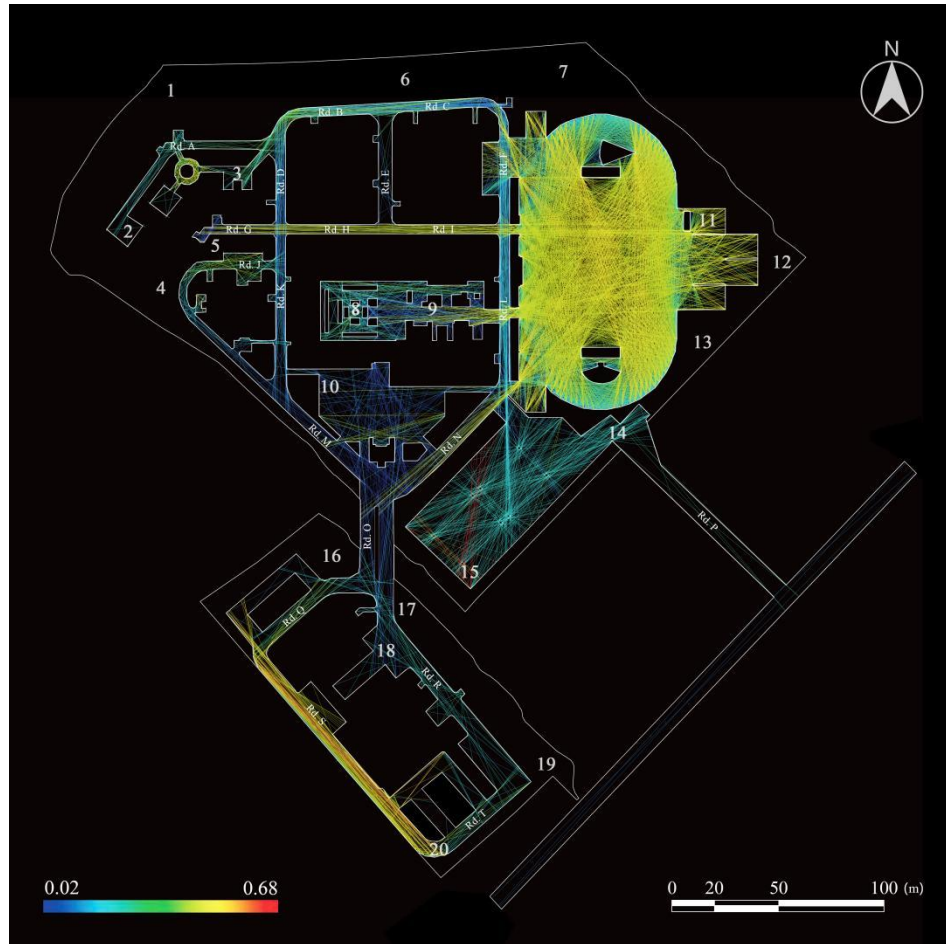 N
1
6
7
Rd. A
Rd. B
Rd. C
2
3
Rd. D
Rd. E
Rd. F
5
Rd. G
Rd. H
Rd. I
11
12
4
Rd. J
Rd. K
8
9
Rd. L
13
10
Rd. M
Rd. N
14
Rd. O
15
Rd. P
16
17
Rd. Q
18
Rd. R
Rd. S
19
Rd. T
20
0.02 0.68
0 20 50 100 (m)